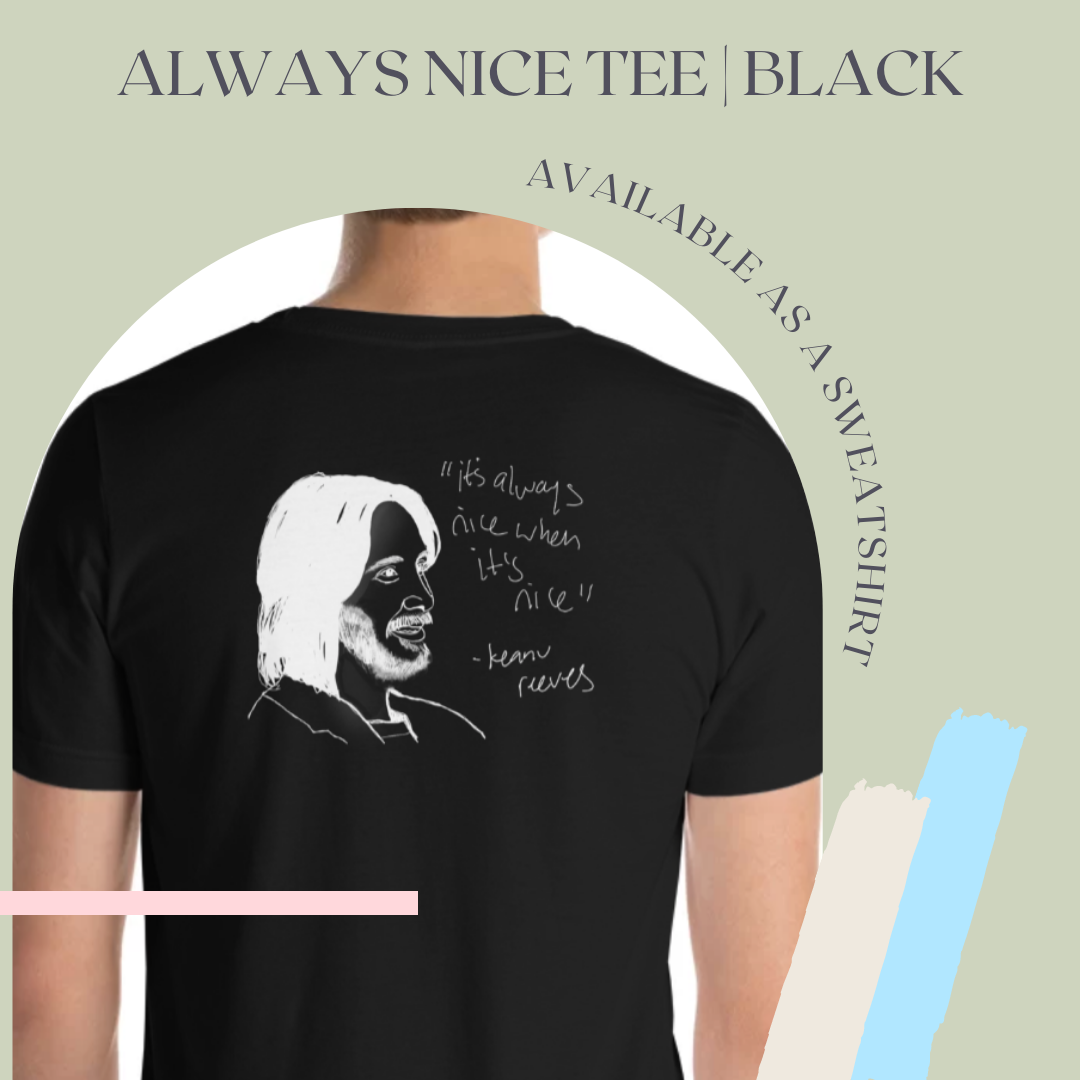 ALWAYS NICE TEE | BLACK
AVAILABLE AS A SWEATSHIRT
"it's always
nice when
it's
nice"
-keanu
reeves